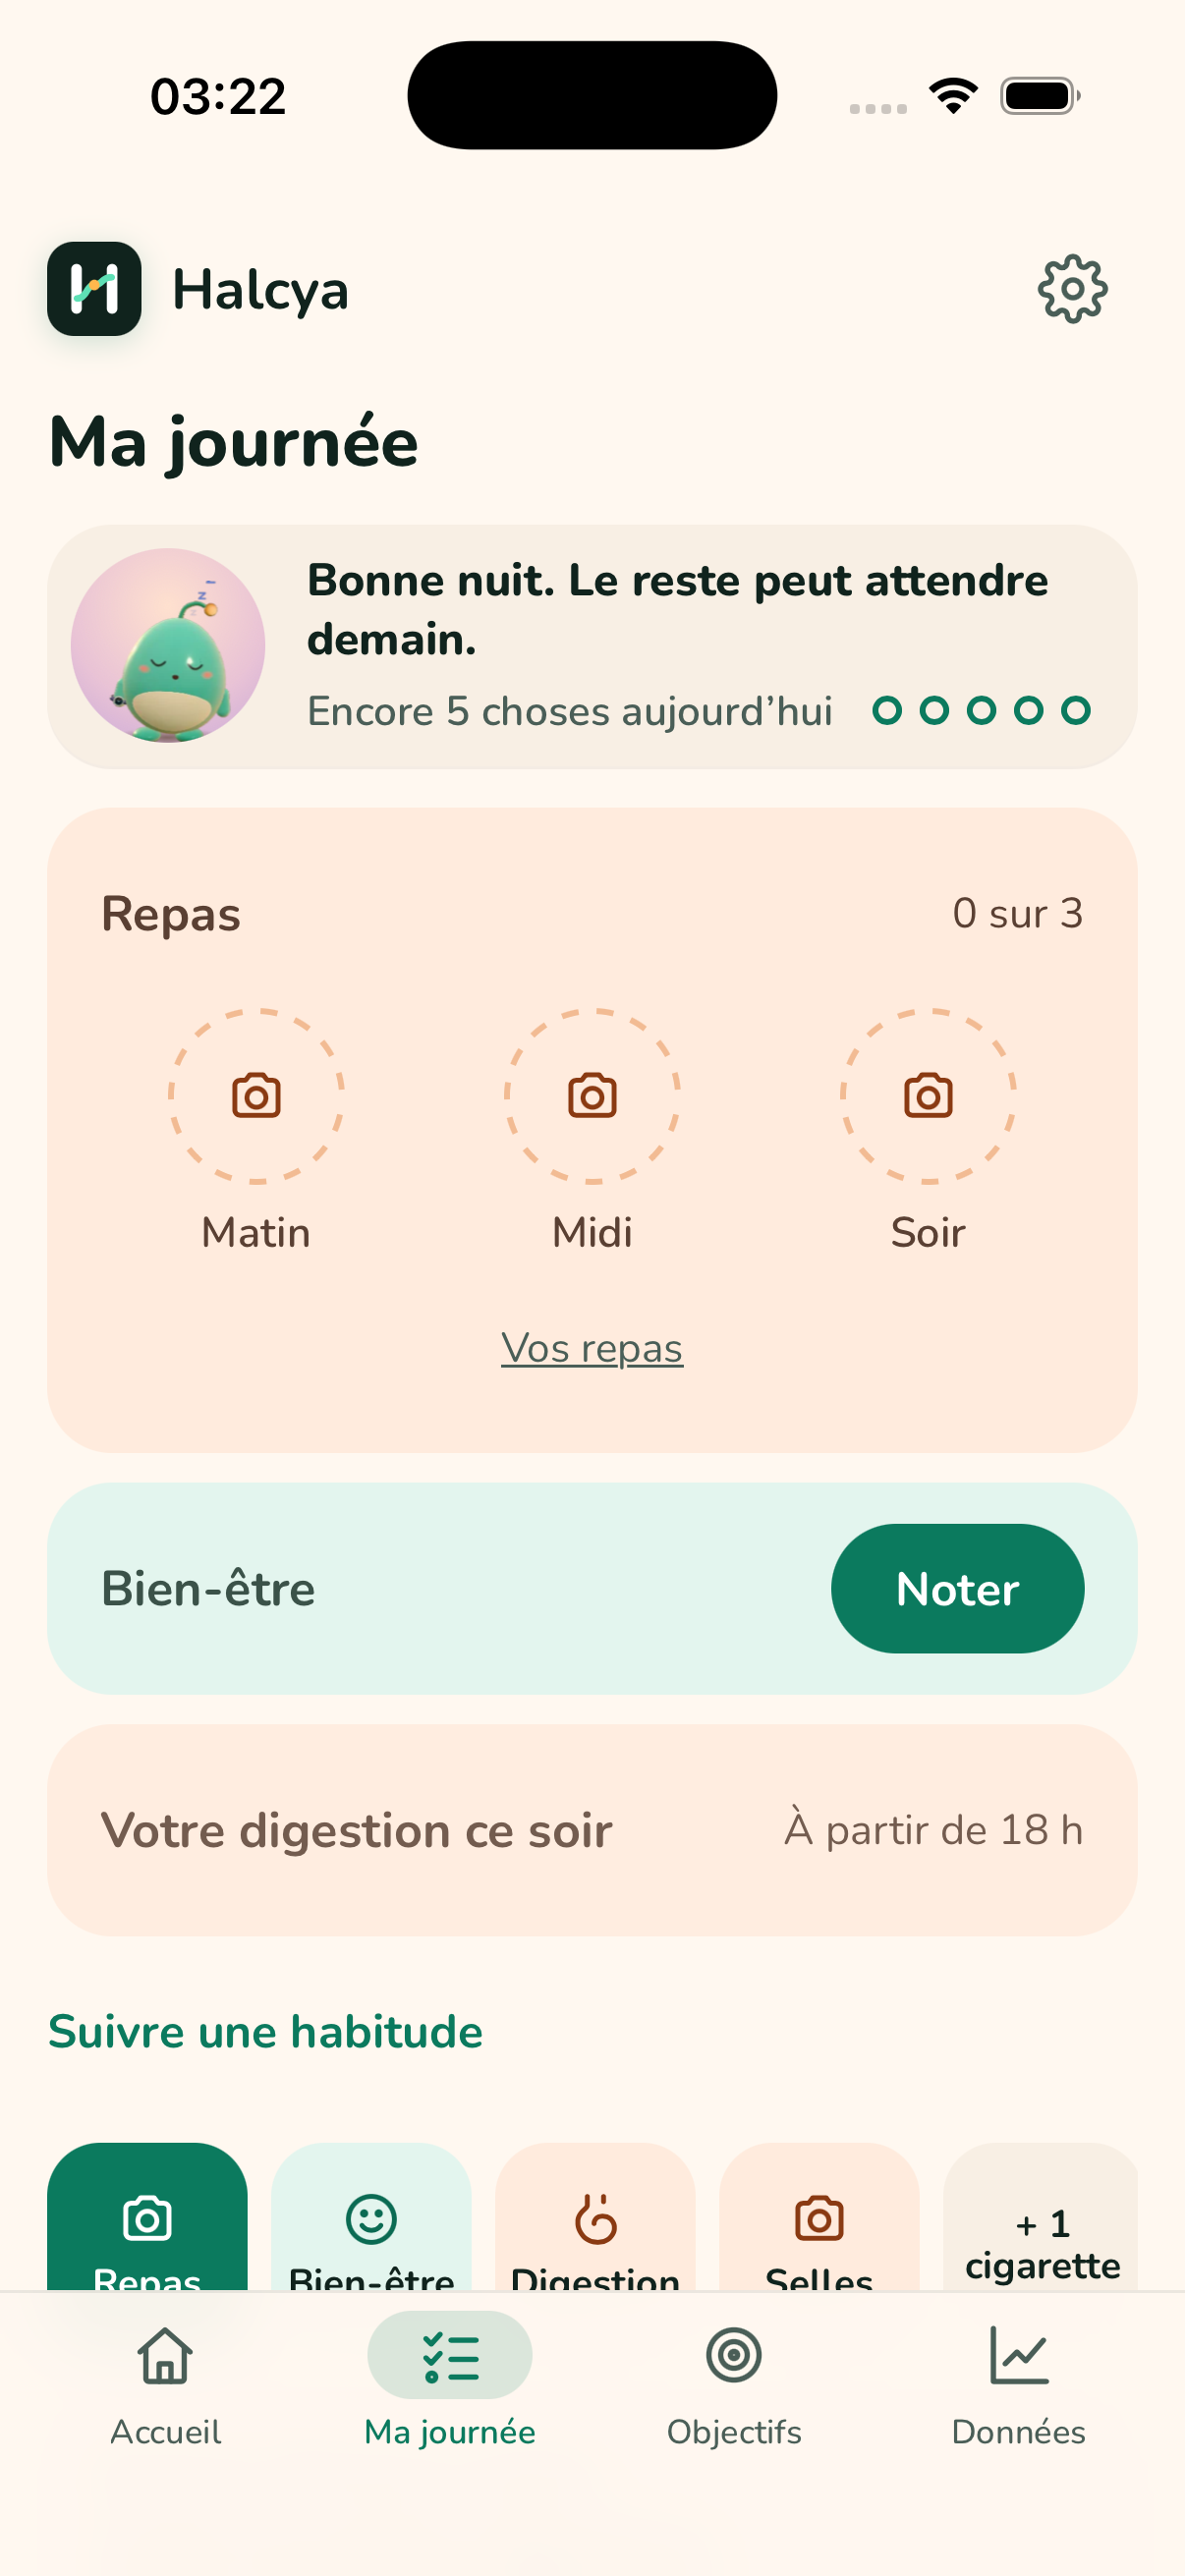 03:22
Halcya
Ma journée
Bonne nuit. Le reste peut attendre
demain.
Encore 5 choses aujourd’hui
Repas
0 sur 3
Matin
Midi
Soir
Vos repas
Bien-être
Noter
Votre digestion ce soir
À partir de 18 h
Suivre une habitude
Repas
Bien-être
Digestion
Selles
+ 1
cigarette
Accueil
Ma journée
Objectifs
Données